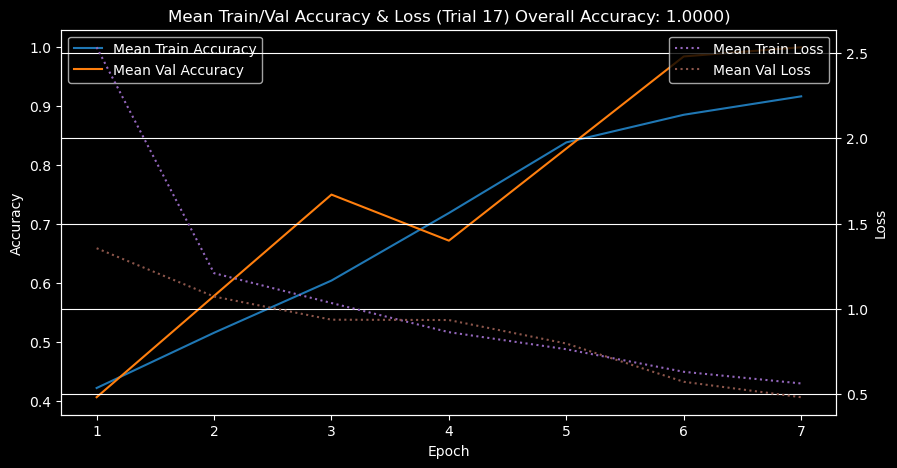 Mean Train/Val Accuracy & Loss (Trial 17) Overall Accuracy: 1.0000)
Mean Train Accuracy
Mean Val Accuracy
Mean Train Loss
Mean Val Loss
Accuracy
1.0
0.9
0.8
0.7
0.6
0.5
0.4
2.5
2.0
1.5
1.0
0.5
Loss
1 2 3 4 5 6 7
Epoch